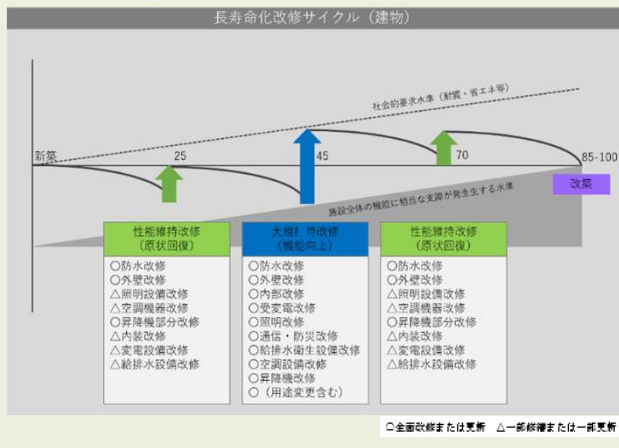 長寿命化改修サイクル（建物）
社会的要求水準（耐震・省エネ等）
新築
25
45
70
85-100
改築
施設全体の機能に相当な支障が発生生する水準
性能維持改修
（原状回復）
○防水改修
○外壁改修
△照明設備改修
△空調機器改修
○昇降機部分改修
△内装改修
△変電設備改修
△給排水設備改修
大規 持改修
（機能向上）
○防水改修
○外壁改修
○内部改修
○受変電改修
○照明改修
○通信・防災改修
○給排水衛生設備改修
○空調設備改修
○昇降機改修
○（用途変更含む）
性能維持改修
（原状回復）
○防水改修
○外壁改修
△照明設備改修
△空調機器改修
○昇降機部分改修
△内装改修
△変電設備改修
△給排水設備改修
○全面改修または更新　△一部修繕または一部更新